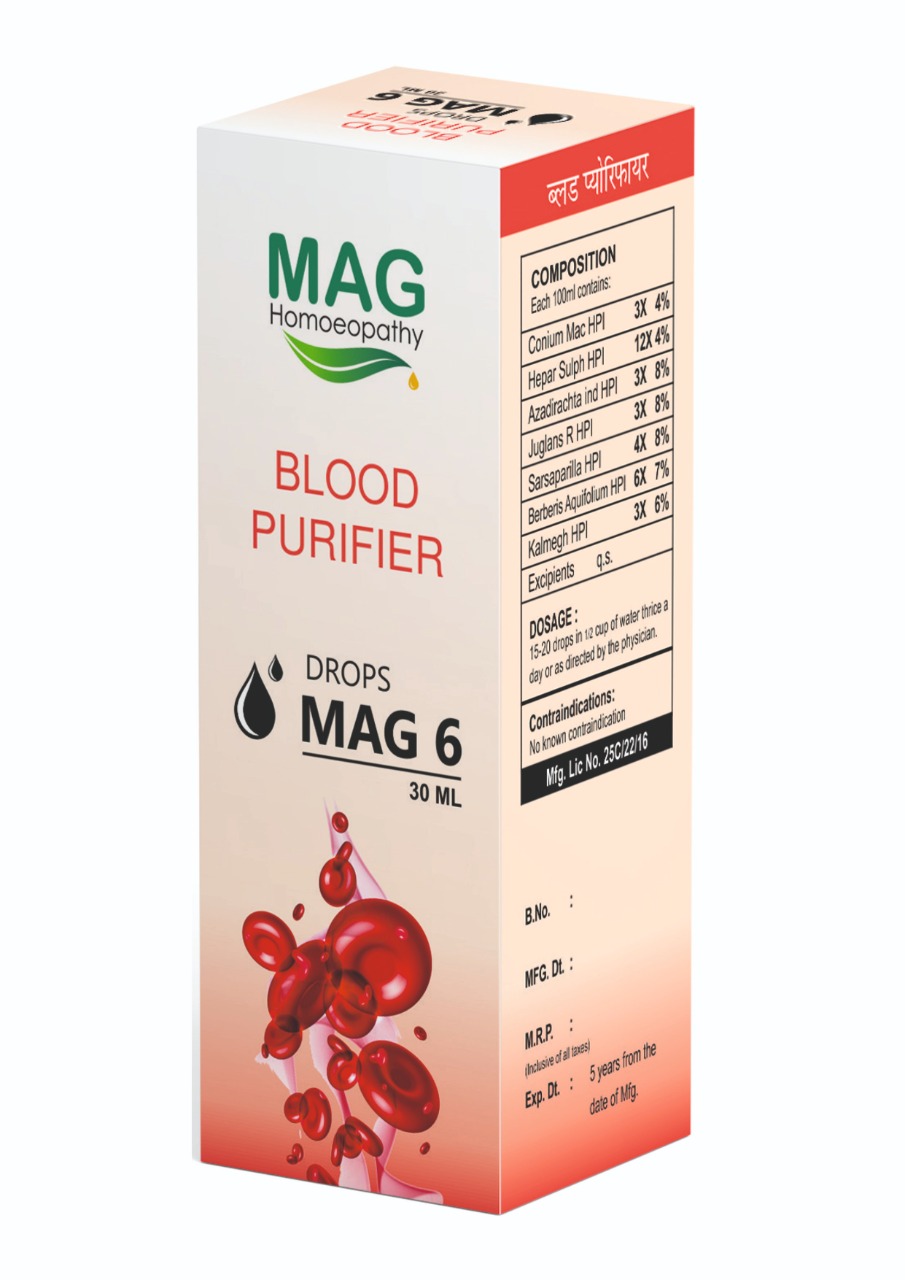 BLOOD
PURIFIER
DROPS
MAG 6
30 ML
MAG
Homoeopathy
BLOOD
PURIFIER
DROPS
MAG 6
30 ML
ब्लड प्योरिफायर
COMPOSITION
Each 100ml contains:
Conium Mac HPI 3X 4%
Hepar Sulph HPI 12X 4%
Azadirachta ind HPI 3X 8%
Juglans R HPI 3X 8%
Sarsaparilla HPI 4X 8%
Berberis Aquifolium HPI 6X 7%
Kalmegh HPI 3X 6%
Excipients q.s.
DOSAGE :
15-20 drops in 1/2 cup of water thrice a
day or as directed by the physician.
Contraindications:
No known contraindication
Mfg. Lic No. 25C/22/16
B.No. :
MFG. Dt. :
M.R.P. :
(Inclusive of all taxes)
Exp. Dt. : 5 years from the
date of Mfg.